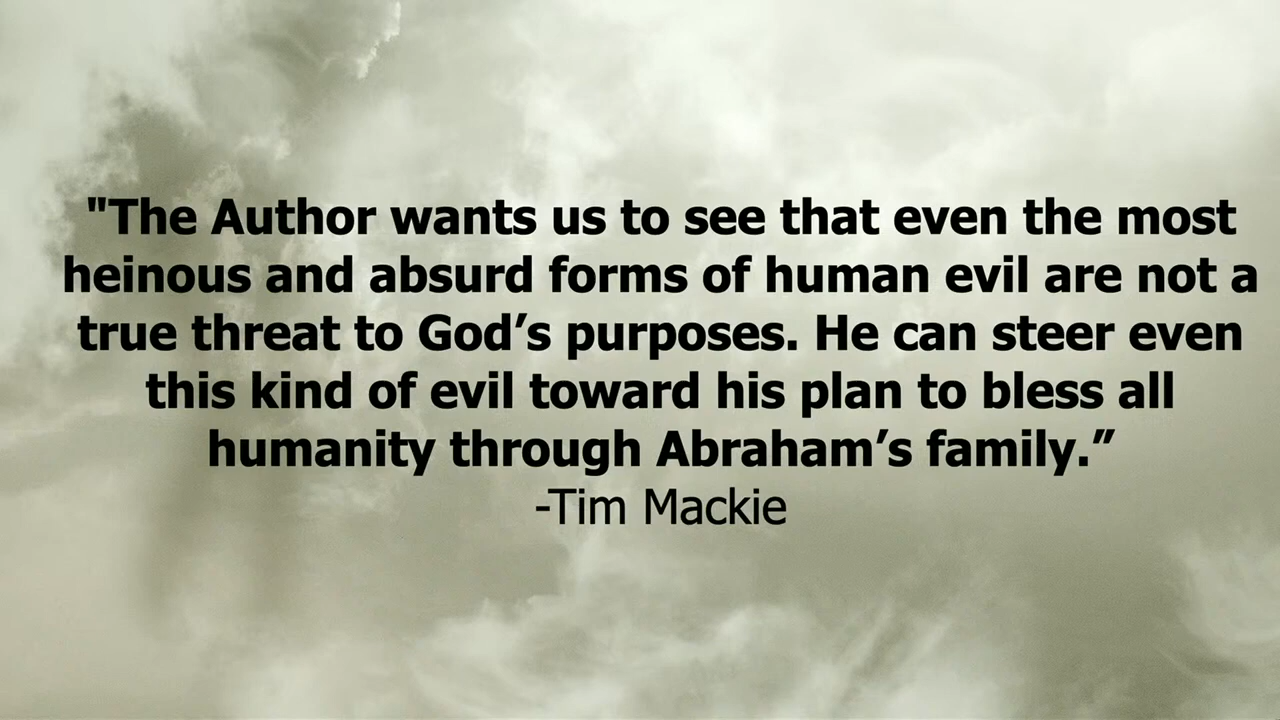 "The Author wants us to see that even the most
heinous and absurd forms of human evil are not a
true threat to God’s purposes. He can steer even
this kind of evil toward his plan to bless all
humanity through Abraham’s family.”
-Tim Mackie